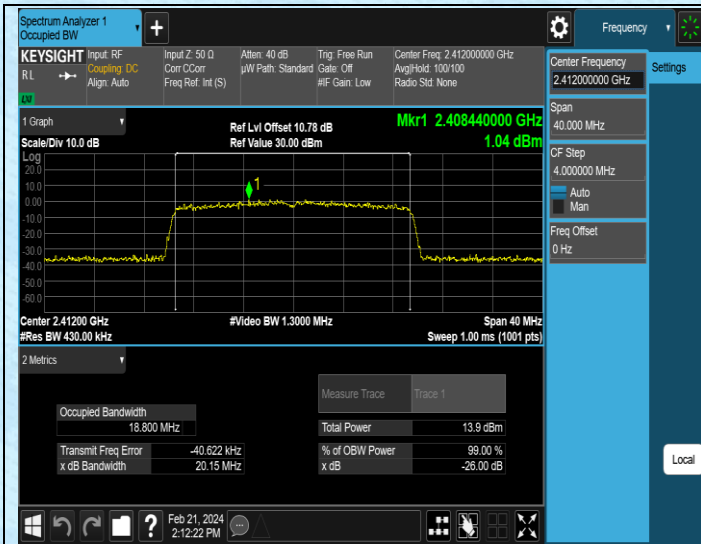 Spectrum Analyzer 1
Occupied BW
Frequency
KEYSIGHT
RL
LXI
Input: RF
Coupling: DC
Align: Auto
Input Z: 50 Ω
Corr CCorr
Freq Ref: Int (S)
Atten: 40 dB
µW Path: Standard
Trig: Free Run
Gate: Off
#IF Gain: Low
Center Freq: 2.412000000 GHz
Avg|Hold: 100/100
Radio Std: None
Center Frequency
2.412000000 GHz
Settings
Span
40.000 MHz
CF Step
4.000000 MHz
Auto
Man
Freq Offset
0 Hz
Local
1 Graph
Scale/Div 10.0 dB
Ref Lvl Offset 10.78 dB
Ref Value 30.00 dBm
Mkr1 2.408440000 GHz
1.04 dBm
Log
20.0
10.0
0.00
-10.0
-20.0
-30.0
-40.0
-50.0
-60.0
1
Center 2.41200 GHz
#Res BW 430.00 kHz
#Video BW 1.3000 MHz
Span 40 MHz
Sweep 1.00 ms (1001 pts)
2 Metrics
Measure Trace Trace 1
Occupied Bandwidth
18.800 MHz
Total Power 13.9 dBm
Transmit Freq Error -40.622 kHz
% of OBW Power 99.00 %
x dB Bandwidth 20.15 MHz
x dB -26.00 dB
?
Feb 21, 2024
2:12:22 PM